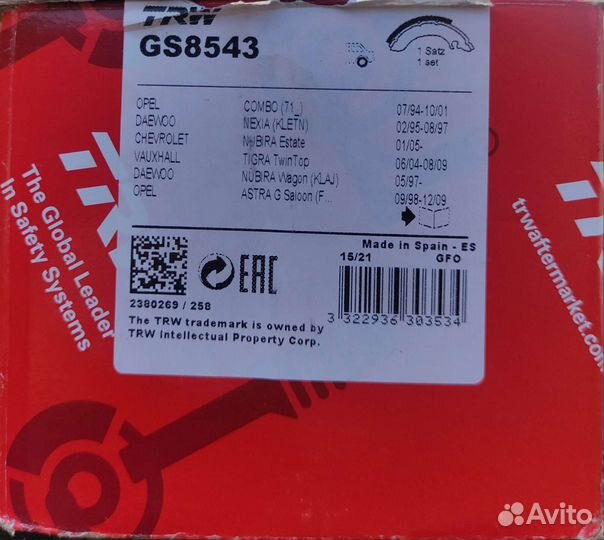 TRW
GS8543
1 Satz
1 set
OPEL COMBO (71_) 07/94-10/01
DAEWOO NEXIA (KLETN) 02/95-08/97
CHEVROLET NUBIRA Estate 01/05-
VAUXHALL TIGRA TwinTop 06/04-08/09
DAEWOO NUBIRA Wagon (KLAJ) 05/97-
OPEL ASTRA G Saloon (F... 09/98-12/09
Made in Spain - ES
15/21 GFO
EAC
2380269 / 258
3 322936 303534
The TRW trademark is owned by
TRW Intellectual Property Corp.
The Global Leader
In Safety Systems
trwaftermarket.com
Avito